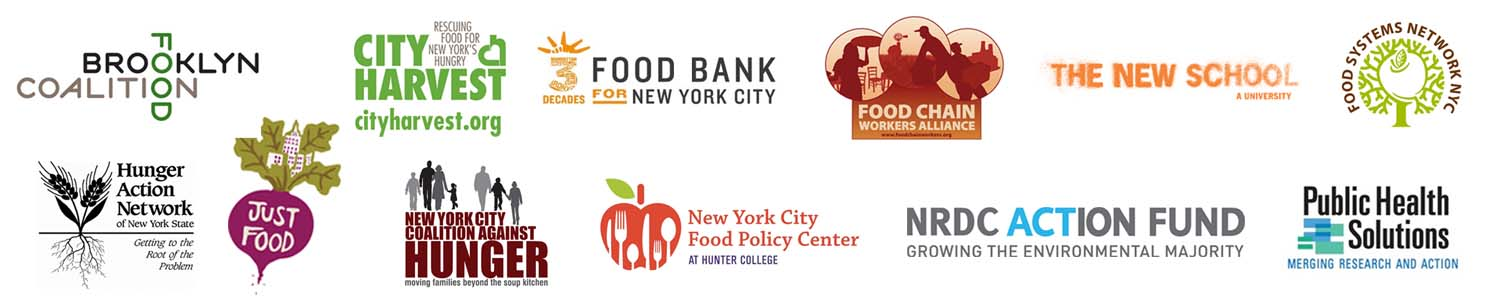 BROOKLYN
FOOD
COALITION
RESCUING
FOOD FOR
NEW YORK'S
HUNGRY
CITY
HARVEST
cityharvest.org
3
DECADES
FOOD BANK
FOR NEW YORK CITY
FOOD CHAIN
WORKERS ALLIANCE
www.foodchainworkers.org
THE NEW SCHOOL
A UNIVERSITY
FOOD SYSTEMS NETWORK NYC
Hunger
Action
Network
of New York State
Getting to the
Root of the
Problem
JUST
FOOD
NEW YORK CITY
COALITION AGAINST
HUNGER
moving families beyond the soup kitchen
New York City
Food Policy Center
AT HUNTER COLLEGE
NRDC ACTION FUND
GROWING THE ENVIRONMENTAL MAJORITY
Public Health
Solutions
MERGING RESEARCH AND ACTION